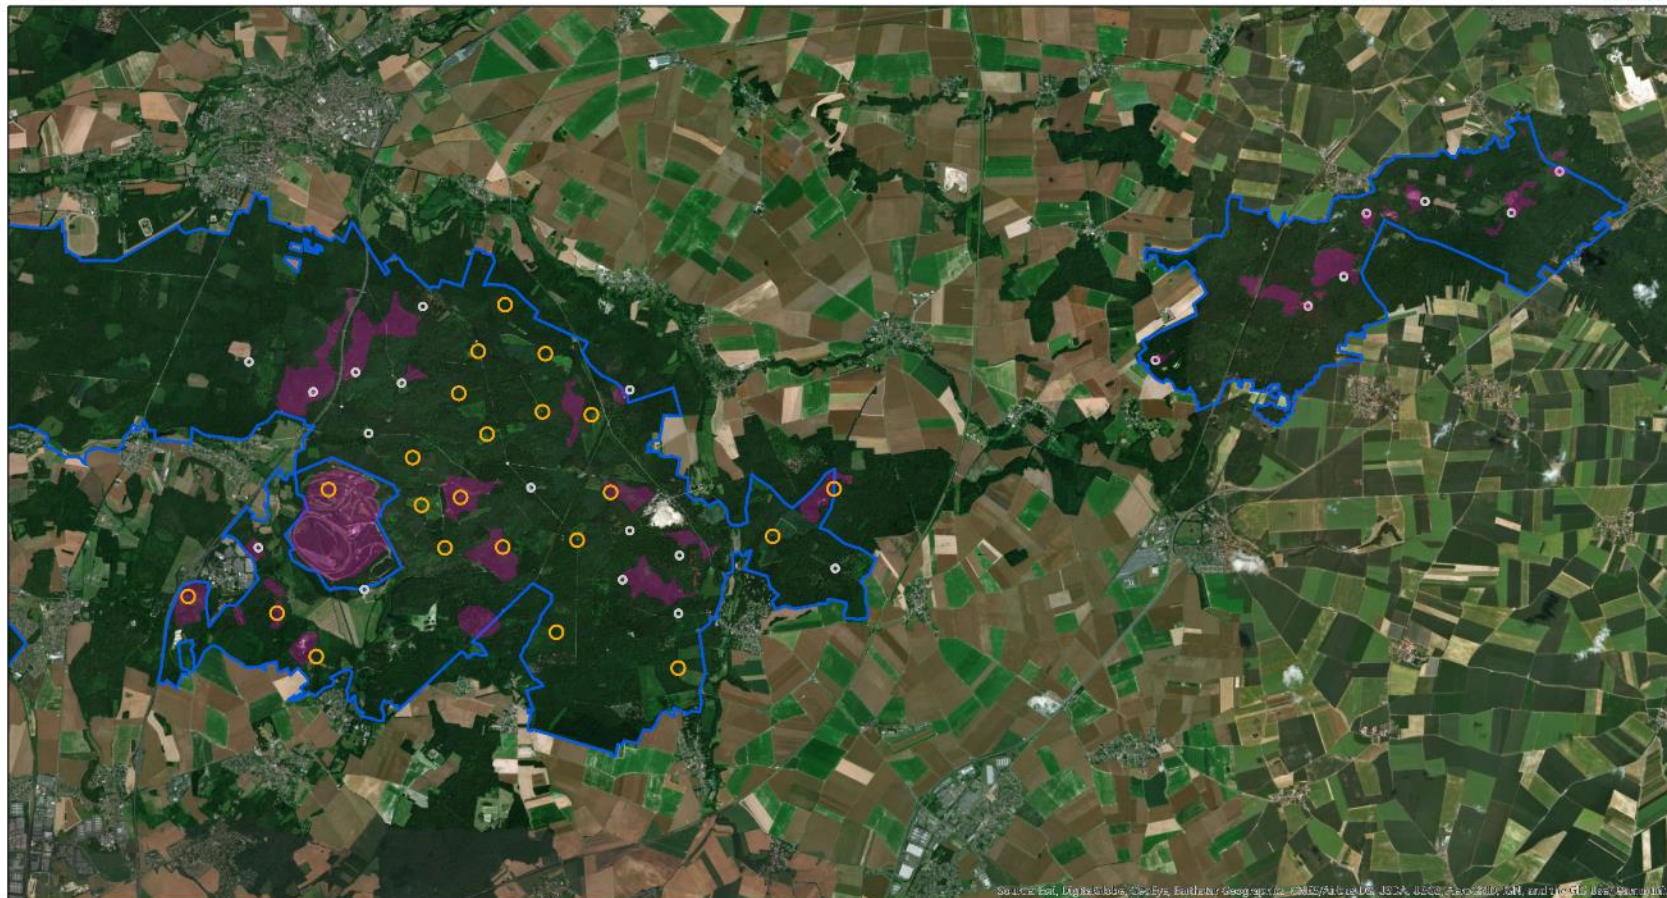 Source: Esri, DigitalGlobe, GeoEye, Earthstar Geographics, CNES/Airbus DS, USDA, USGS, AeroGRID, IGN, and the GIS User Community